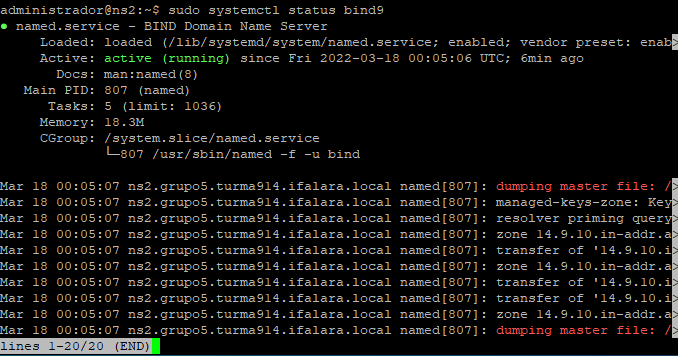 administrador@ns2:~$ sudo systemctl status bind9
● named.service - BIND Domain Name Server
     Loaded: loaded (/lib/systemd/system/named.service; enabled; vendor preset: enab>
     Active: active (running) since Fri 2022-03-18 00:05:06 UTC; 6min ago
       Docs: man:named(8)
   Main PID: 807 (named)
      Tasks: 5 (limit: 1036)
     Memory: 18.3M
     CGroup: /system.slice/named.service
             └─807 /usr/sbin/named -f -u bind

Mar 18 00:05:07 ns2.grupo5.turma914.ifalara.local named[807]: dumping master file: />
Mar 18 00:05:07 ns2.grupo5.turma914.ifalara.local named[807]: managed-keys-zone: Key>
Mar 18 00:05:07 ns2.grupo5.turma914.ifalara.local named[807]: resolver priming query>
Mar 18 00:05:07 ns2.grupo5.turma914.ifalara.local named[807]: zone 14.9.10.in-addr.a>
Mar 18 00:05:07 ns2.grupo5.turma914.ifalara.local named[807]: transfer of '14.9.10.i>
Mar 18 00:05:07 ns2.grupo5.turma914.ifalara.local named[807]: zone 14.9.10.in-addr.a>
Mar 18 00:05:07 ns2.grupo5.turma914.ifalara.local named[807]: transfer of '14.9.10.i>
Mar 18 00:05:07 ns2.grupo5.turma914.ifalara.local named[807]: transfer of '14.9.10.i>
Mar 18 00:05:07 ns2.grupo5.turma914.ifalara.local named[807]: zone 14.9.10.in-addr.a>
Mar 18 00:05:07 ns2.grupo5.turma914.ifalara.local named[807]: dumping master file: />
lines 1-20/20 (END)